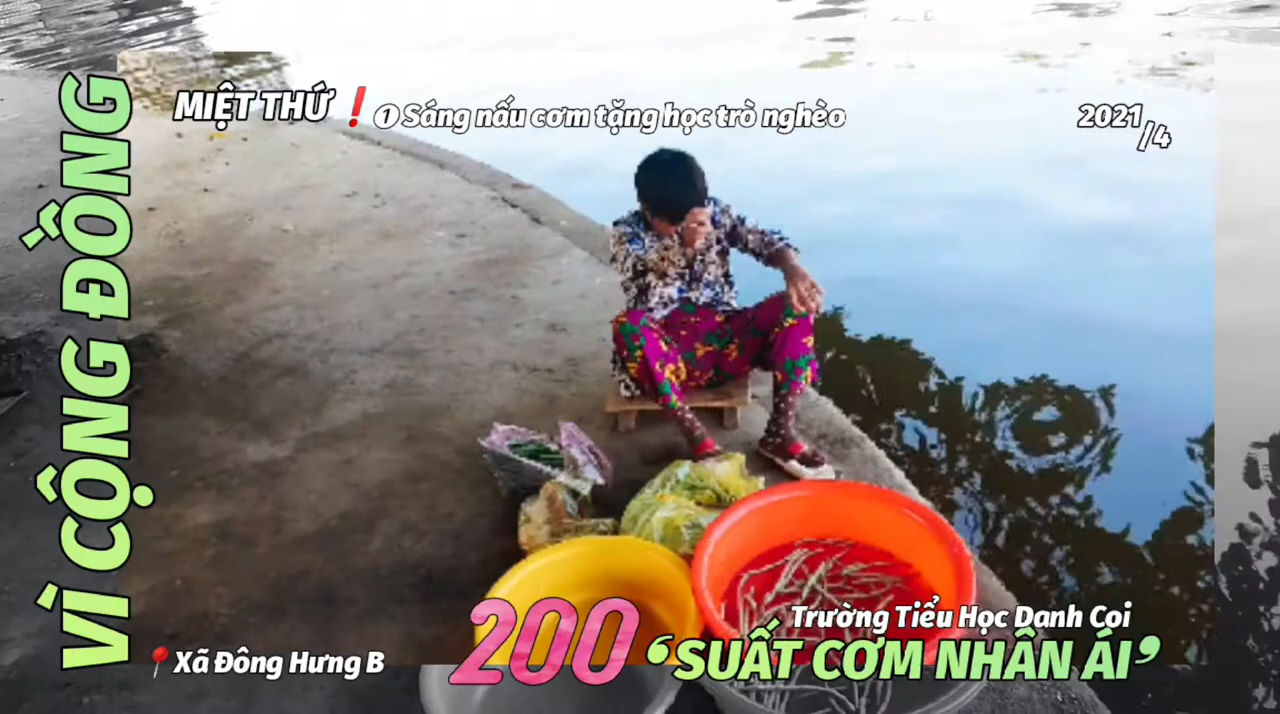 VÌ CỘNG ĐỒNG
MIỆT THỨ❗① Sáng nấu cơm tặng học trò nghèo
2021/4
Trường Tiểu Học Danh Coi
📍Xã Đông Hưng B
200 ‘SUẤT CƠM NHÂN ÁI’